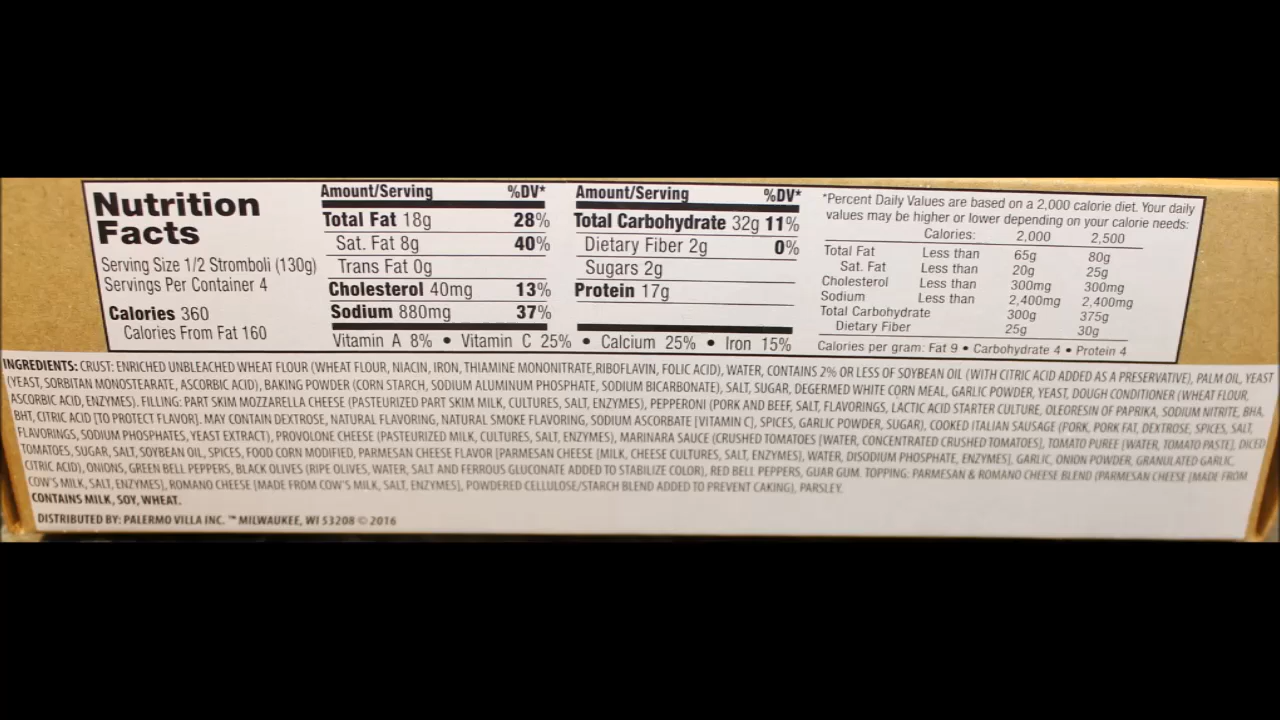 Nutrition
Facts
Serving Size 1/2 Stromboli (130g)
Servings Per Container 4
Calories 360
Calories From Fat 160
Amount/Serving %DV*
Total Fat 18g 28%
Sat. Fat 8g 40%
Trans Fat 0g
Cholesterol 40mg 13%
Sodium 880mg 37%
Amount/Serving %DV*
Total Carbohydrate 32g 11%
Dietary Fiber 2g 0%
Sugars 2g
Protein 17g
Vitamin A 8% • Vitamin C 25% • Calcium 25% • Iron 15%
*Percent Daily Values are based on a 2,000 calorie diet. Your daily
values may be higher or lower depending on your calorie needs:
Calories: 2,000 2,500
Total Fat Less than 65g 80g
Sat. Fat Less than 20g 25g
Cholesterol Less than 300mg 300mg
Sodium Less than 2,400mg 2,400mg
Total Carbohydrate 300g 375g
Dietary Fiber 25g 30g
Calories per gram: Fat 9 • Carbohydrate 4 • Protein 4
INGREDIENTS: CRUST: ENRICHED UNBLEACHED WHEAT FLOUR (WHEAT FLOUR, NIACIN, IRON, THIAMINE MONONITRATE,RIBOFLAVIN, FOLIC ACID), WATER, CONTAINS 2% OR LESS OF SOYBEAN OIL (WITH CITRIC ACID ADDED AS A PRESERVATIVE), PALM OIL, YEAST
(YEAST, SORBITAN MONOSTEARATE, ASCORBIC ACID), BAKING POWDER (CORN STARCH, SODIUM ALUMINUM PHOSPHATE, SODIUM BICARBONATE), SALT, SUGAR, DEGERMED WHITE CORN MEAL, GARLIC POWDER, YEAST, DOUGH CONDITIONER (WHEAT FLOUR,
ASCORBIC ACID, ENZYMES). FILLING: PART SKIM MOZZARELLA CHEESE (PASTEURIZED PART SKIM MILK, CULTURES, SALT, ENZYMES), PEPPERONI (PORK AND BEEF, SALT, FLAVORINGS, LACTIC ACID STARTER CULTURE, OLEORESIN OF PAPRIKA, SODIUM NITRITE, BHA,
BHT, CITRIC ACID [TO PROTECT FLAVOR]. MAY CONTAIN DEXTROSE, NATURAL FLAVORING, NATURAL SMOKE FLAVORING, SODIUM ASCORBATE [VITAMIN C], SPICES, GARLIC POWDER, SUGAR), COOKED ITALIAN SAUSAGE (PORK, PORK FAT, DEXTROSE, SPICES, SALT,
FLAVORINGS, SODIUM PHOSPHATES, YEAST EXTRACT), PROVOLONE CHEESE (PASTEURIZED MILK, CULTURES, SALT, ENZYMES), MARINARA SAUCE (CRUSHED TOMATOES [WATER, CONCENTRATED CRUSHED TOMATOES], TOMATO PUREE [WATER, TOMATO PASTE], DICED
TOMATOES, SUGAR, SALT, SOYBEAN OIL, SPICES, FOOD CORN MODIFIED, PARMESAN CHEESE FLAVOR [PARMESAN CHEESE [MILK, CHEESE CULTURES, SALT, ENZYMES], WATER, DISODIUM PHOSPHATE, ENZYMES], GARLIC, ONION POWDER, GRANULATED GARLIC,
CITRIC ACID), ONIONS, GREEN BELL PEPPERS, BLACK OLIVES (RIPE OLIVES, WATER, SALT AND FERROUS GLUCONATE ADDED TO STABILIZE COLOR), RED BELL PEPPERS, GUAR GUM. TOPPING: PARMESAN & ROMANO CHEESE BLEND (PARMESAN CHEESE [MADE FROM
COW'S MILK, SALT, ENZYMES], ROMANO CHEESE [MADE FROM COW'S MILK, SALT, ENZYMES], POWDERED CELLULOSE/STARCH BLEND ADDED TO PREVENT CAKING), PARSLEY.
CONTAINS MILK, SOY, WHEAT.
DISTRIBUTED BY: PALERMO VILLA INC. ™ MILWAUKEE, WI 53208 © 2016